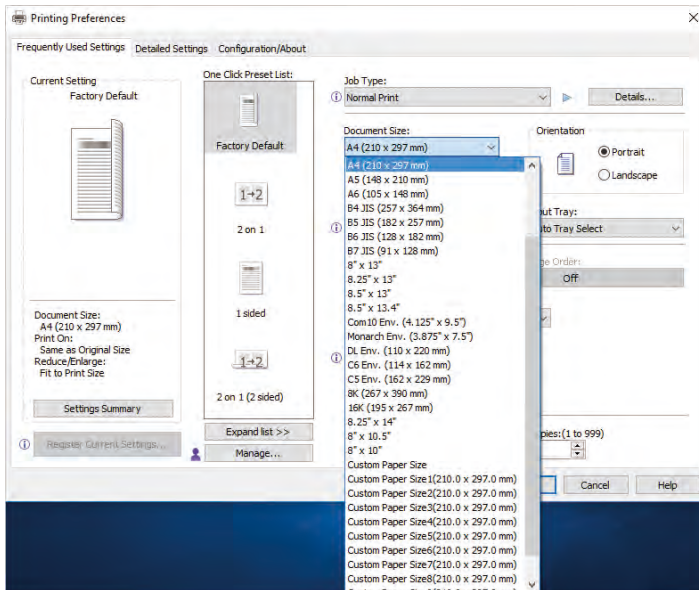 Printing Preferences
Frequently Used Settings
Detailed Settings
Configuration/About
Current Setting
Factory Default
Document Size:
A4 (210 x 297 mm)
Print On:
Same as Original Size
Reduce/Enlarge:
Fit to Print Size
Settings Summary
Register Current Settings...
One Click Preset List:
Factory Default
1→2
2 on 1
1 sided
1→2
2 on 1 (2 sided)
Expand list >>
Manage...
Job Type:
Normal Print
Details...
Document Size:
A4 (210 x 297 mm)
A4 (210 x 297 mm)
A5 (148 x 210 mm)
A6 (105 x 148 mm)
B4 JIS (257 x 364 mm)
B5 JIS (182 x 257 mm)
B6 JIS (128 x 182 mm)
B7 JIS (91 x 128 mm)
8" x 13"
8.25" x 13"
8.5" x 13"
8.5" x 13.4"
Com10 Env. (4.125" x 9.5")
Monarch Env. (3.875" x 7.5")
DL Env. (110 x 220 mm)
C6 Env. (114 x 162 mm)
C5 Env. (162 x 229 mm)
8K (267 x 390 mm)
16K (195 x 267 mm)
8.25" x 14"
8" x 10.5"
8" x 10"
Custom Paper Size
Custom Paper Size1(210.0 x 297.0 mm)
Custom Paper Size2(210.0 x 297.0 mm)
Custom Paper Size3(210.0 x 297.0 mm)
Custom Paper Size4(210.0 x 297.0 mm)
Custom Paper Size5(210.0 x 297.0 mm)
Custom Paper Size6(210.0 x 297.0 mm)
Custom Paper Size7(210.0 x 297.0 mm)
Custom Paper Size8(210.0 x 297.0 mm)
Orientation
Portrait
Landscape
put Tray:
uto Tray Select
ge Order:
Off
pies:(1 to 999)
Cancel
Help